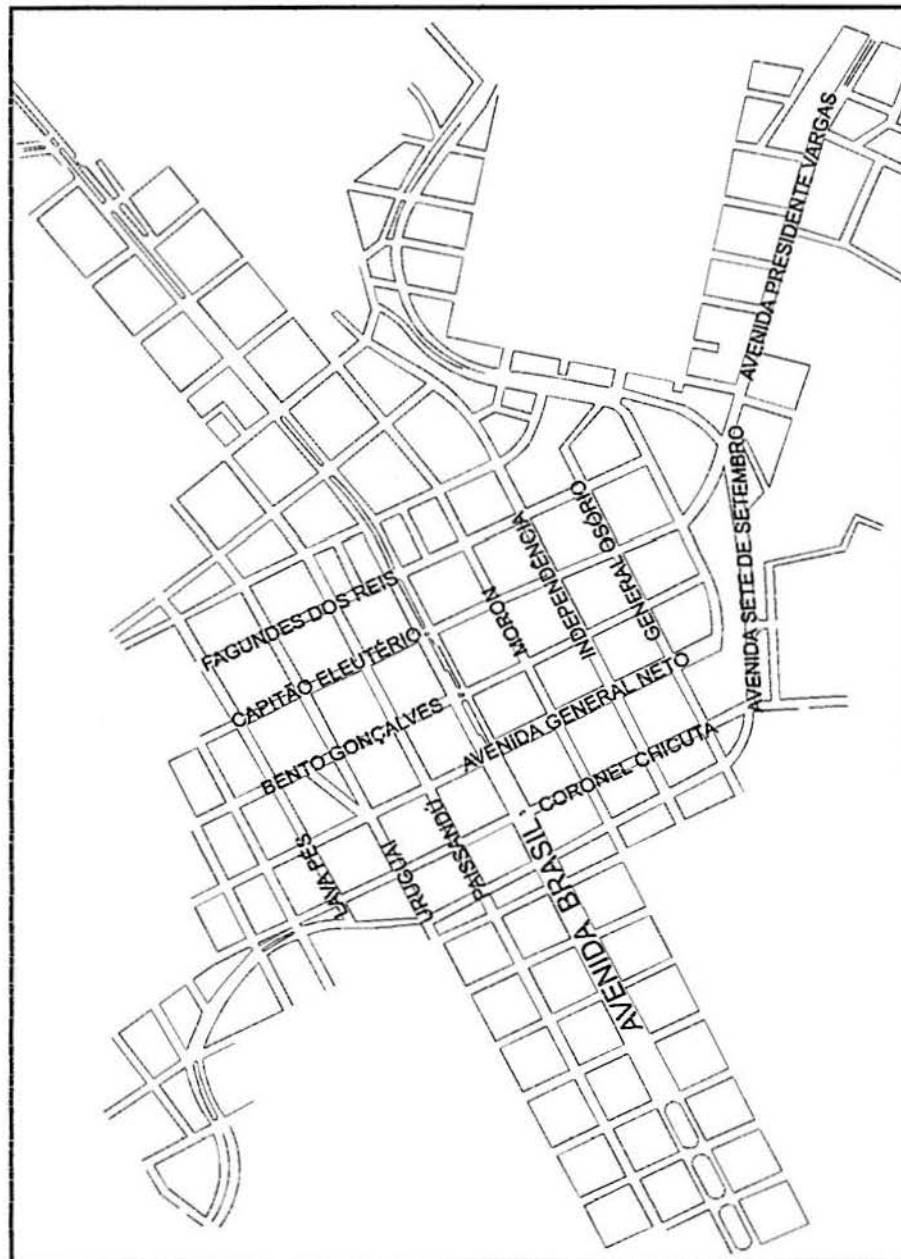 AVENIDA PRESIDENTE VARGAS
AVENIDA SETE DE SETEMBRO
FAGUNDES DOS REIS
CAPITÃO ELEUTÉRIO
BENTO GONÇALVES
MORON
INDEPENDÊNCIA
GENERAL OSÓRIO
AVENIDA GENERAL NETO
CORONEL CHICUTA
LAVA PÉS
URUGUAI
PAISSANDÚ
AVENIDA BRASIL